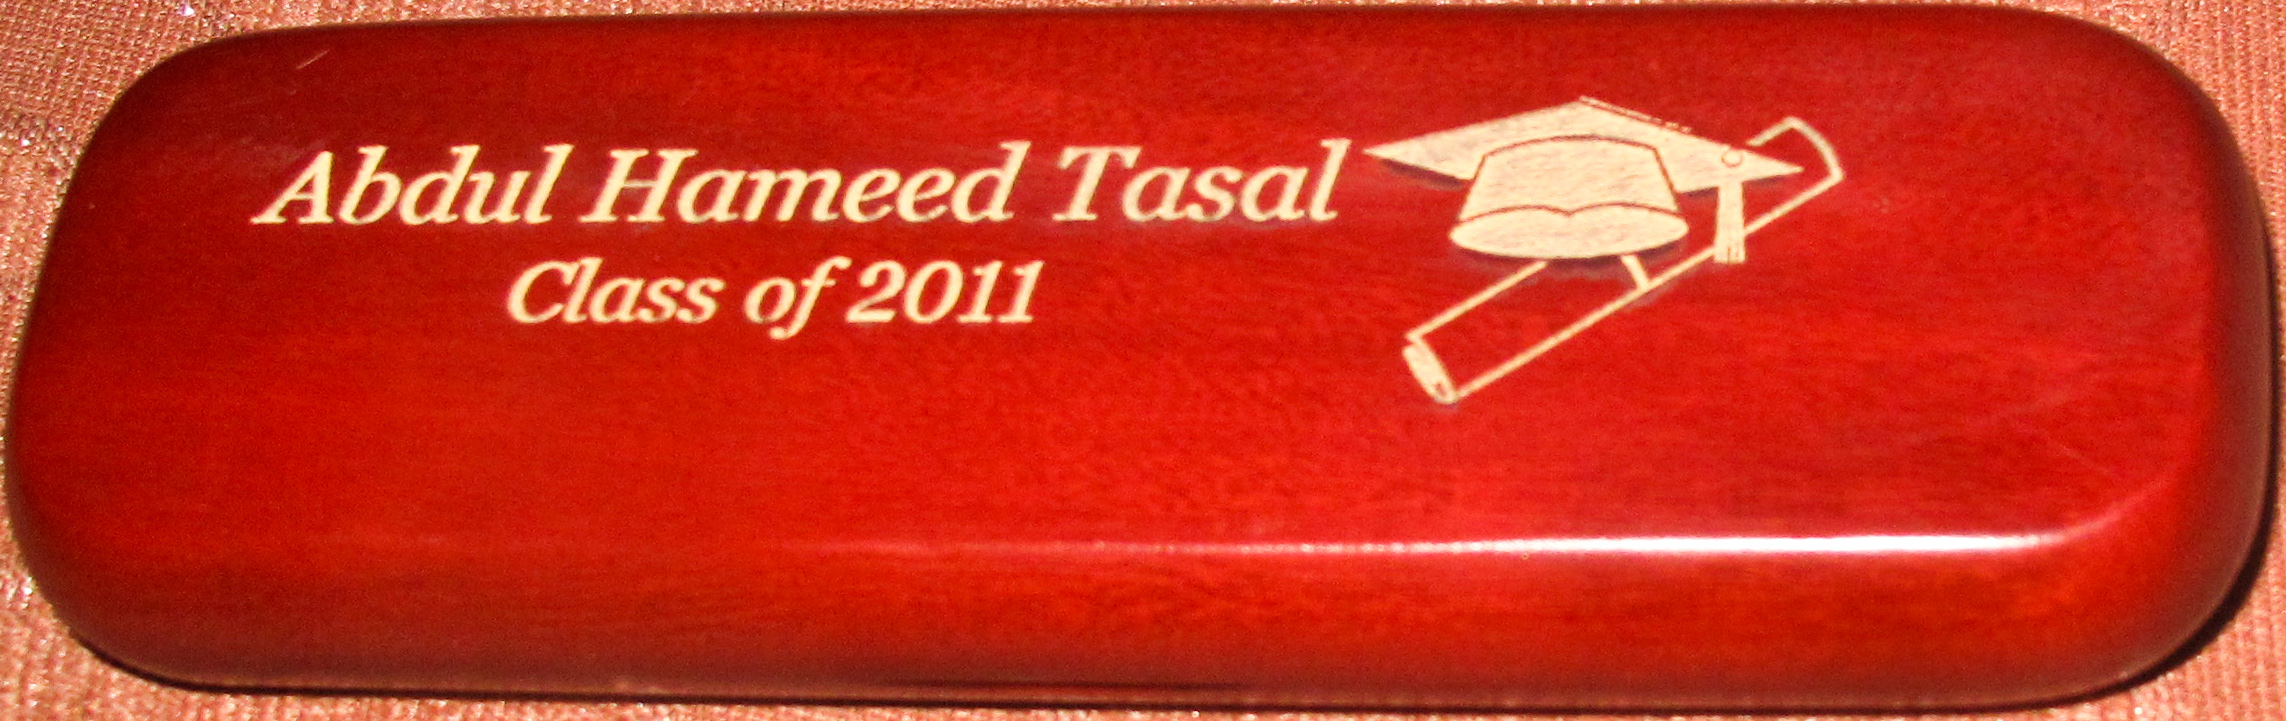 Abdul Hameed Tasal
Class of 2011